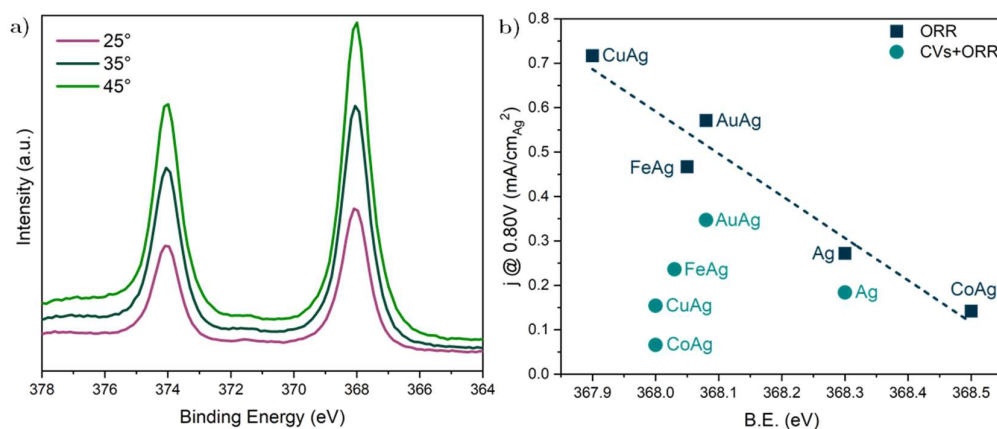 a)
25°
35°
45°
Intensity (a.u.)
378 376 374 372 370 368 366 364
Binding Energy (eV)
b)
0.8
0.7
0.6
0.5
0.4
0.3
0.2
0.1
0.0
j @ 0.80V (mA/cm²Ag)
ORR
CVs+ORR
CuAg
AuAg
FeAg
AuAg
FeAg
Ag
CuAg
Ag
CoAg
CoAg
367.9 368.0 368.1 368.2 368.3 368.4 368.5
B.E. (eV)